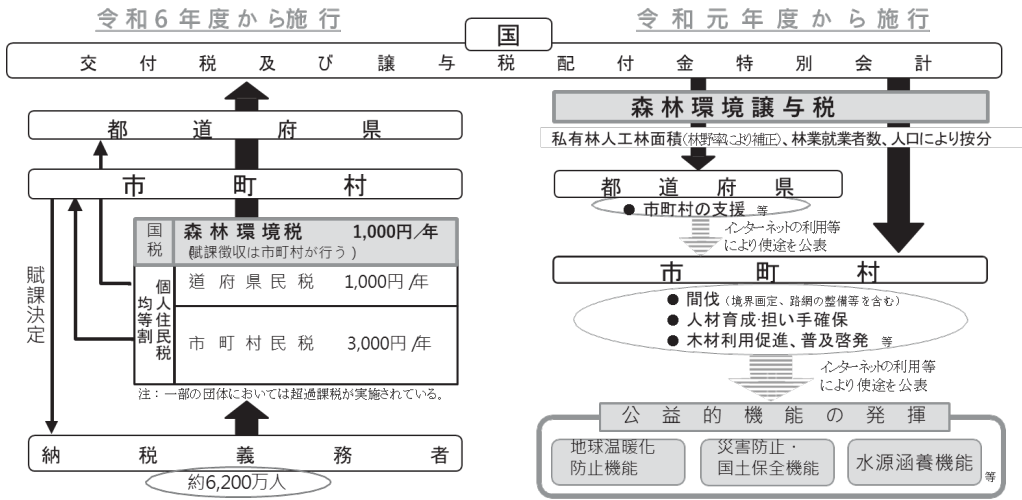 令和６年度から施行
令和元年度から施行
国
交付税及び譲与税配付金特別会計
都道府県
市町村
国税
森林環境税 1,000円／年
（賦課徴収は市町村が行う）
個人住民税
均等割
道府県民税 1,000円／年
市町村民税 3,000円／年
注：一部の団体においては超過課税が実施されている。
賦課決定
納税義務者
約6,200万人
森林環境譲与税
私有林人工林面積（林野率により補正）、林業就業者数、人口により按分
都道府県
● 市町村の支援 等
インターネットの利用等
により使途を公表
市町村
● 間伐（境界画定、路網の整備等を含む）
● 人材育成・担い手確保
● 木材利用促進、普及啓発 等
インターネットの利用等
により使途を公表
公益的機能の発揮
地球温暖化
防止機能
災害防止・
国土保全機能
水源涵養機能
等